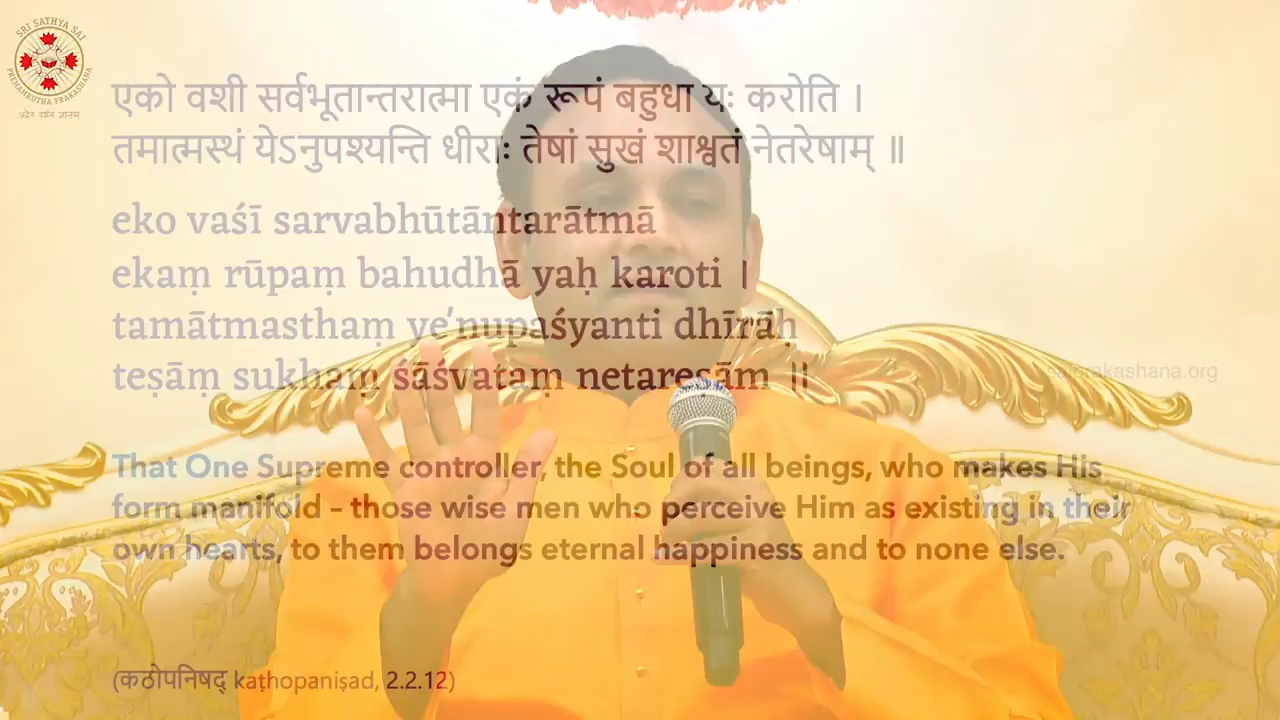 SRI SATHYA SAI
PREMAMRUTHA PRAKASHANA
अद्वैत दर्शन ज्ञानम्
एको वशी सर्वभूतान्तरात्मा एकं रूपं बहुधा यः करोति ।
तमात्मस्थं येऽनुपश्यन्ति धीराः तेषां सुखं शाश्वतं नेतरेषाम् ॥
eko vaśī sarvabhūtāntarātmā
ekaṃ rūpaṃ bahudhā yaḥ karoti ।
tamātmasthaṃ ye’nupaśyanti dhīrāḥ
teṣāṃ sukhaṃ śāśvataṃ netareṣām ॥
saiprakashana.org
That One Supreme controller, the Soul of all beings, who makes His
form manifold – those wise men who perceive Him as existing in their
own hearts, to them belongs eternal happiness and to none else.
(कठोपनिषद् kaṭhopaniṣad, 2.2.12)